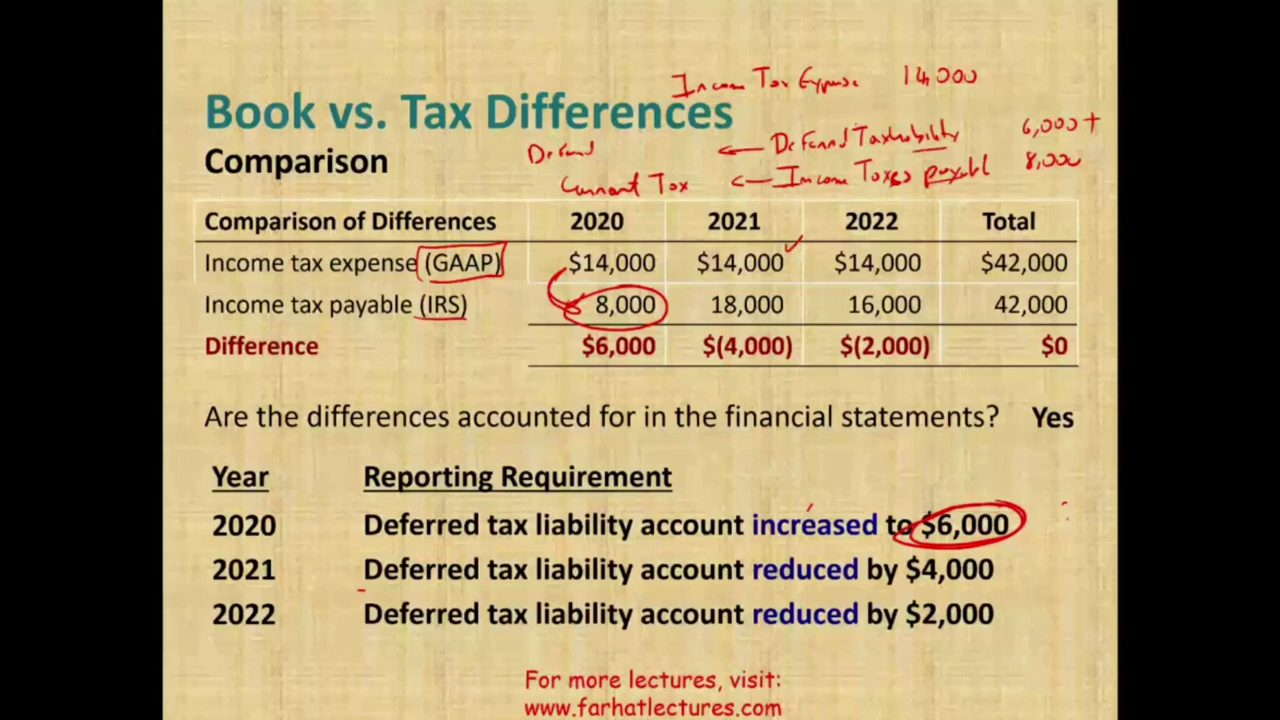 Income Tax Expense 14,000
Book vs. Tax Differences
Deferred Tax liability 6,000 +
Comparison
Income Taxes payabl 8,000
Current Tax
Comparison of Differences 2020 2021 2022 Total
Income tax expense (GAAP) $14,000 $14,000 $14,000 $42,000
Income tax payable (IRS) 8,000 18,000 16,000 42,000
Difference $6,000 $(4,000) $(2,000) $0
Are the differences accounted for in the financial statements? Yes
Year Reporting Requirement
2020 Deferred tax liability account increased to $6,000
2021 Deferred tax liability account reduced by $4,000
2022 Deferred tax liability account reduced by $2,000
For more lectures, visit:
www.farhatlectures.com